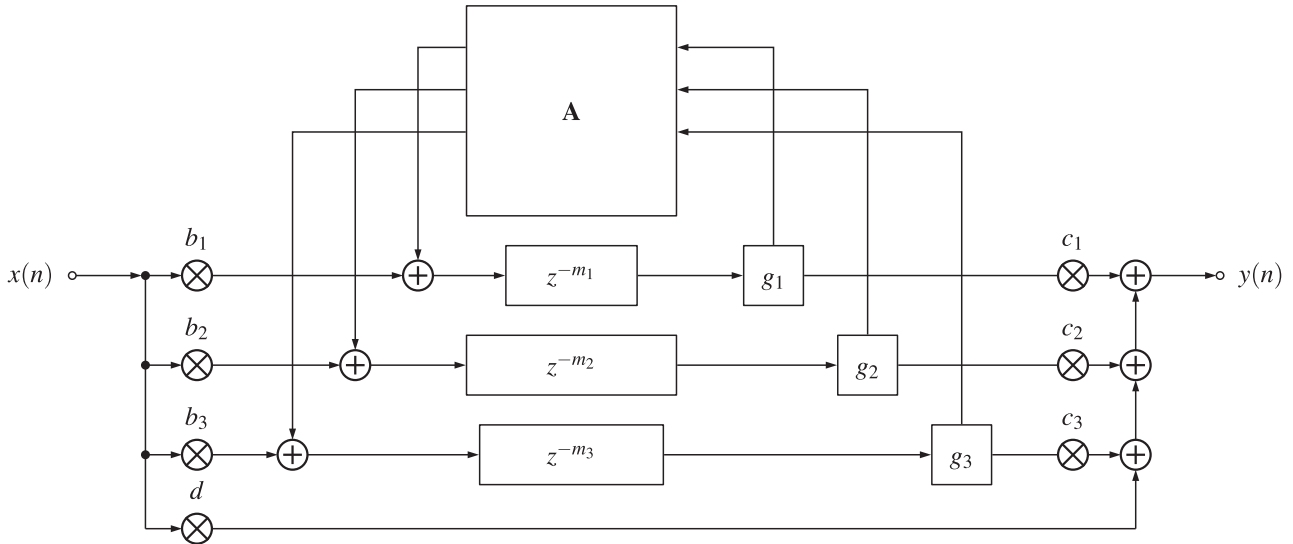 A
b₁
c₁
x(n)
z⁻ᵐ¹
g₁
y(n)
b₂
c₂
z⁻ᵐ²
g₂
b₃
c₃
z⁻ᵐ³
g₃
d